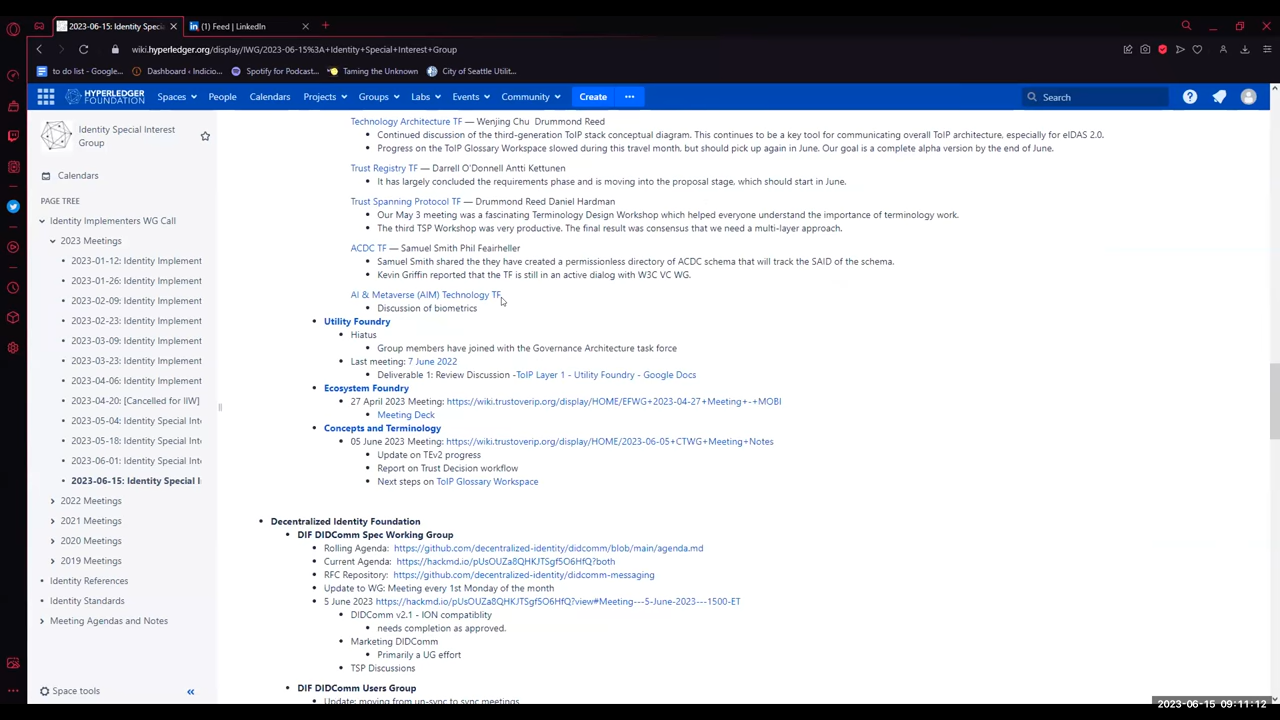 2023-06-15: Identity Speci
(1) Feed | LinkedIn
wiki.hyperledger.org/display/IWG/2023-06-15%3A+Identity+Special+Interest+Group
to do list - Google...
Dashboard ‹ Indicio...
Spotify for Podcast...
Taming the Unknown
City of Seattle Utilit...
HYPERLEDGER FOUNDATION
Spaces
People
Calendars
Projects
Groups
Labs
Events
Community
Create
Search
Identity Special Interest
Group
Calendars
PAGE TREE
Identity Implementers WG Call
2023 Meetings
2023-01-12: Identity Implement
2023-01-26: Identity Implement
2023-02-09: Identity Implement
2023-02-23: Identity Implement
2023-03-09: Identity Implement
2023-03-23: Identity Implement
2023-04-06: Identity Implement
2023-04-20: [Cancelled for IIW]
2023-05-04: Identity Special Int
2023-05-18: Identity Special Int
2023-06-01: Identity Special Int
2023-06-15: Identity Special I
2022 Meetings
2021 Meetings
2020 Meetings
2019 Meetings
Identity References
Identity Standards
Meeting Agendas and Notes
Space tools
Technology Architecture TF — Wenjing Chu Drummond Reed
Continued discussion of the third-generation ToIP stack conceptual diagram. This continues to be a key tool for communicating overall ToIP architecture, especially for eIDAS 2.0.
Progress on the ToIP Glossary Workspace slowed during this travel month, but should pick up again in June. Our goal is a complete alpha version by the end of June.
Trust Registry TF — Darrell O'Donnell Antti Kettunen
It has largely concluded the requirements phase and is moving into the proposal stage, which should start in June.
Trust Spanning Protocol TF — Drummond Reed Daniel Hardman
Our May 3 meeting was a fascinating Terminology Design Workshop which helped everyone understand the importance of terminology work.
The third TSP Workshop was very productive. The final result was consensus that we need a multi-layer approach.
ACDC TF — Samuel Smith Phil Feairheller
Samuel Smith shared the they have created a permissionless directory of ACDC schema that will track the SAID of the schema.
Kevin Griffin reported that the TF is still in an active dialog with W3C VC WG.
AI & Metaverse (AIM) Technology TF
Discussion of biometrics
Utility Foundry
Hiatus
Group members have joined with the Governance Architecture task force
Last meeting: 7 June 2022
Deliverable 1: Review Discussion -ToIP Layer 1 - Utility Foundry - Google Docs
Ecosystem Foundry
27 April 2023 Meeting: https://wiki.trustoverip.org/display/HOME/EFWG+2023-04-27+Meeting+-+MOBI
Meeting Deck
Concepts and Terminology
05 June 2023 Meeting: https://wiki.trustoverip.org/display/HOME/2023-06-05+CTWG+Meeting+Notes
Update on TEv2 progress
Report on Trust Decision workflow
Next steps on ToIP Glossary Workspace
Decentralized Identity Foundation
DIF DIDComm Spec Working Group
Rolling Agenda: https://github.com/decentralized-identity/didcomm/blob/main/agenda.md
Current Agenda: https://hackmd.io/pUsOUZa8QHKJTSgf5O6HfQ?both
RFC Repository: https://github.com/decentralized-identity/didcomm-messaging
Update to WG: Meeting every 1st Monday of the month
5 June 2023 https://hackmd.io/pUsOUZa8QHKJTSgf5O6HfQ?view#Meeting---5-June-2023---1500-ET
DIDComm v2.1 - ION compatiblity
needs completion as approved.
Marketing DIDComm
Primarily a UG effort
TSP Discussions
DIF DIDComm Users Group
Update: moving from un-sync to sync meetings
2023-06-15 09:11:12